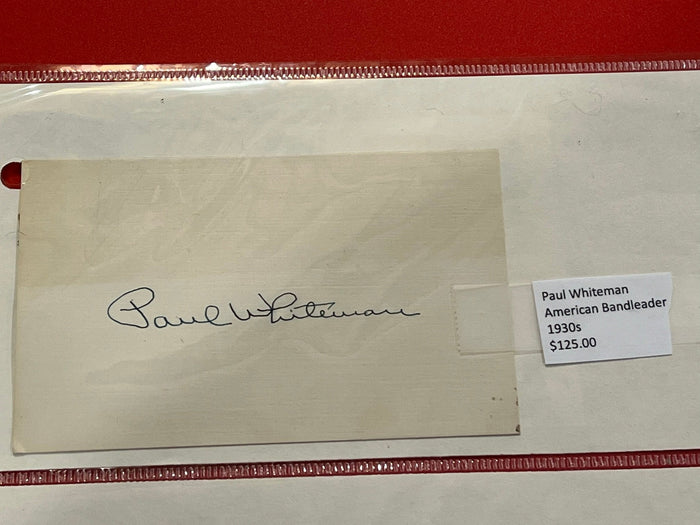 Paul Whiteman
Paul Whiteman
American Bandleader
1930s
$125.00